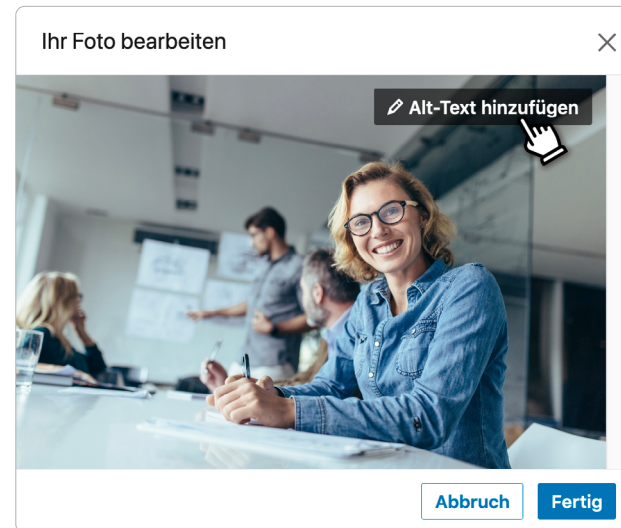 Ihr Foto bearbeiten
Alt-Text hinzufügen
Abbruch
Fertig